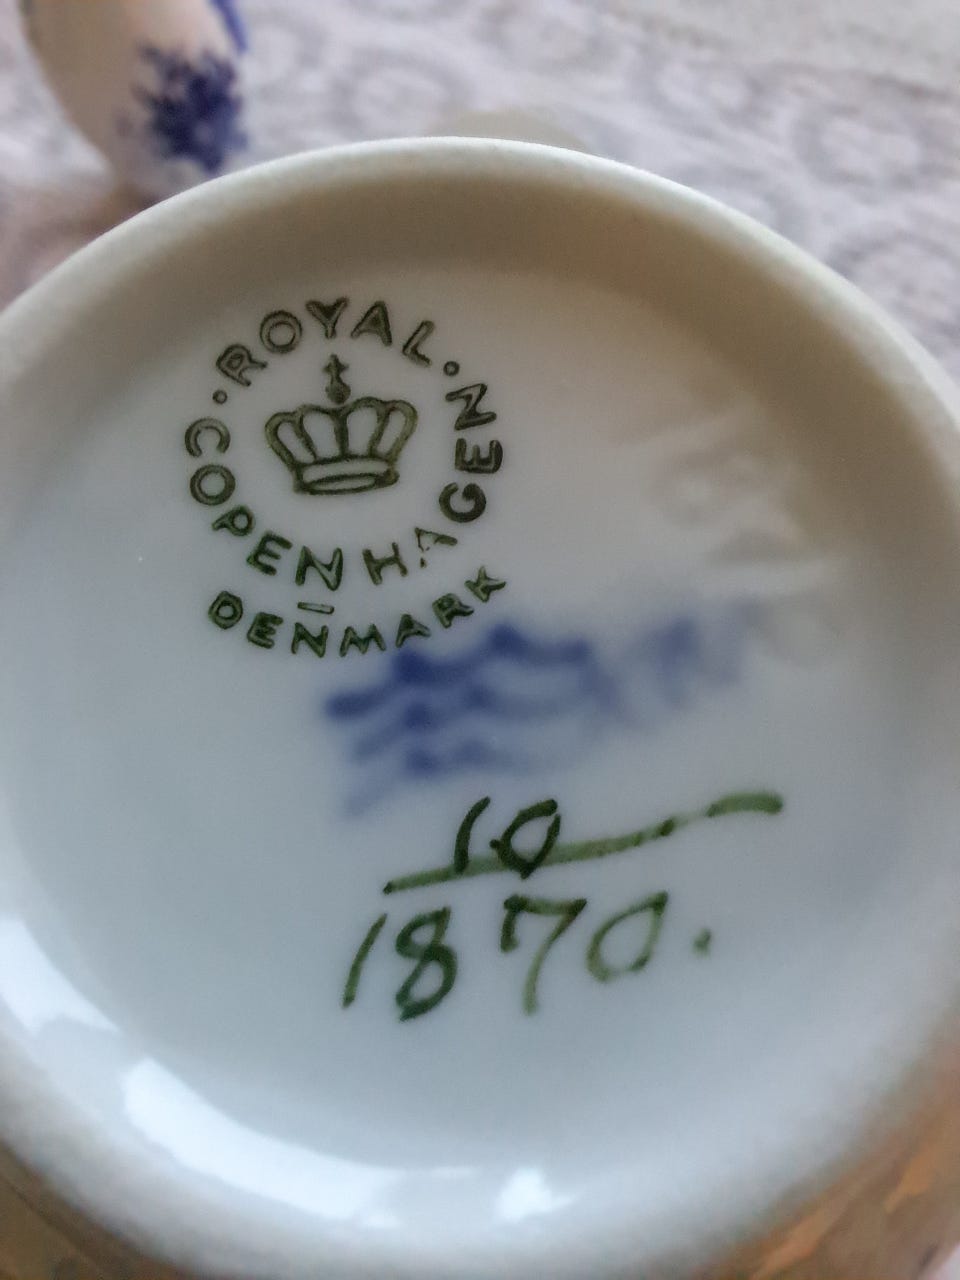 ROYAL
COPENHAGEN
DENMARK
10
1870.